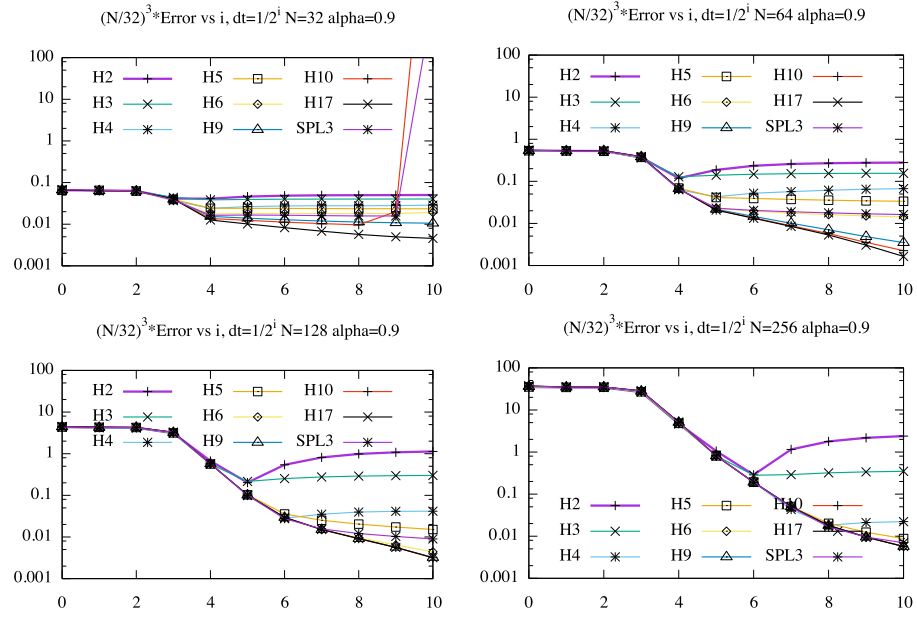 (N/32)^3*Error vs i, dt=1/2^i N=32 alpha=0.9
100
10
1
0.1
0.01
0.001
H2 H5 H10
H3 H6 H17
H4 H9 SPL3
0 2 4 6 8 10
(N/32)^3*Error vs i, dt=1/2^i N=64 alpha=0.9
100
10
1
0.1
0.01
0.001
H2 H5 H10
H3 H6 H17
H4 H9 SPL3
0 2 4 6 8 10
(N/32)^3*Error vs i, dt=1/2^i N=128 alpha=0.9
100
10
1
0.1
0.01
0.001
H2 H5 H10
H3 H6 H17
H4 H9 SPL3
0 2 4 6 8 10
(N/32)^3*Error vs i, dt=1/2^i N=256 alpha=0.9
100
10
1
0.1
0.01
0.001
H2 H5 H10
H3 H6 H17
H4 H9 SPL3
0 2 4 6 8 10